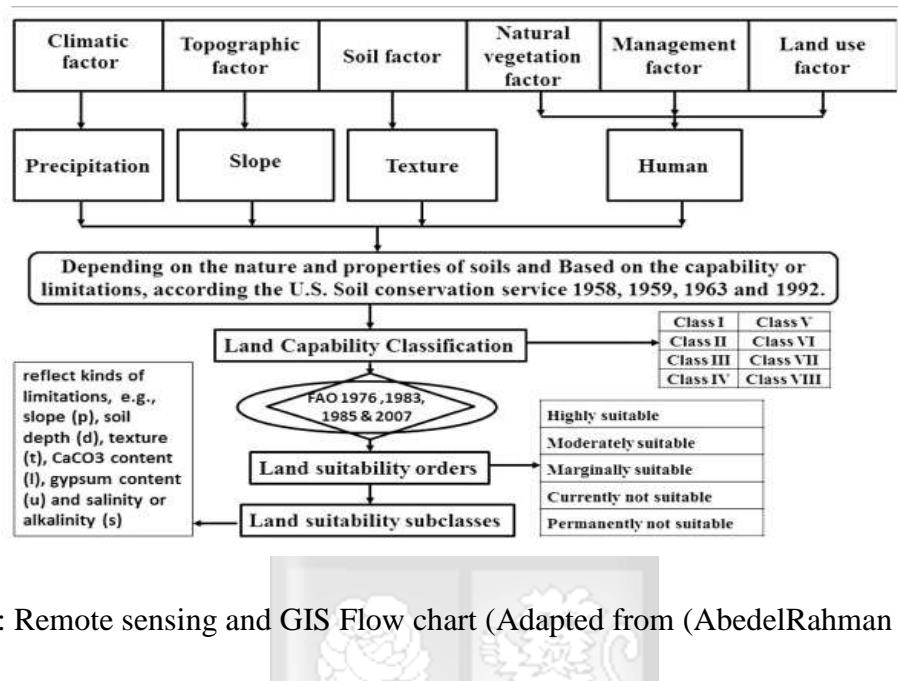 Climatic
factor
Topographic
factor
Soil factor
Natural
vegetation
factor
Management
factor
Land use
factor
Precipitation
Slope
Texture
Human
Depending on the nature and properties of soils and Based on the capability or
limitations, according the U.S. Soil conservation service 1958, 1959, 1963 and 1992.
Land Capability Classification
Class I Class V
Class II Class VI
Class III Class VII
Class IV Class VIII
reflect kinds of
limitations, e.g.,
slope (p), soil
depth (d), texture
(t), CaCO3 content
(l), gypsum content
(u) and salinity or
alkalinity (s)
FAO 1976 ,1983,
1985 & 2007
Land suitability orders
Highly suitable
Moderately suitable
Marginally suitable
Currently not suitable
Permanently not suitable
Land suitability subclasses
: Remote sensing and GIS Flow chart (Adapted from (AbedelRahman